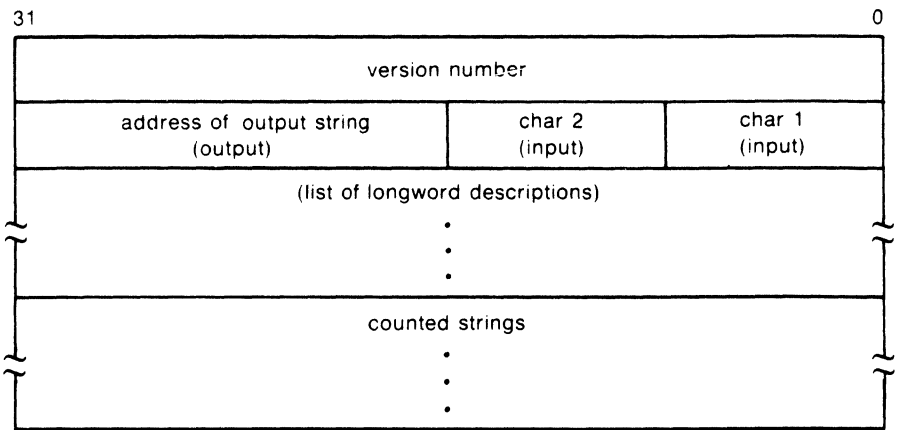 31 0
version number
address of output string char 2 char 1
(output) (input) (input)
(list of longword descriptions)
counted strings